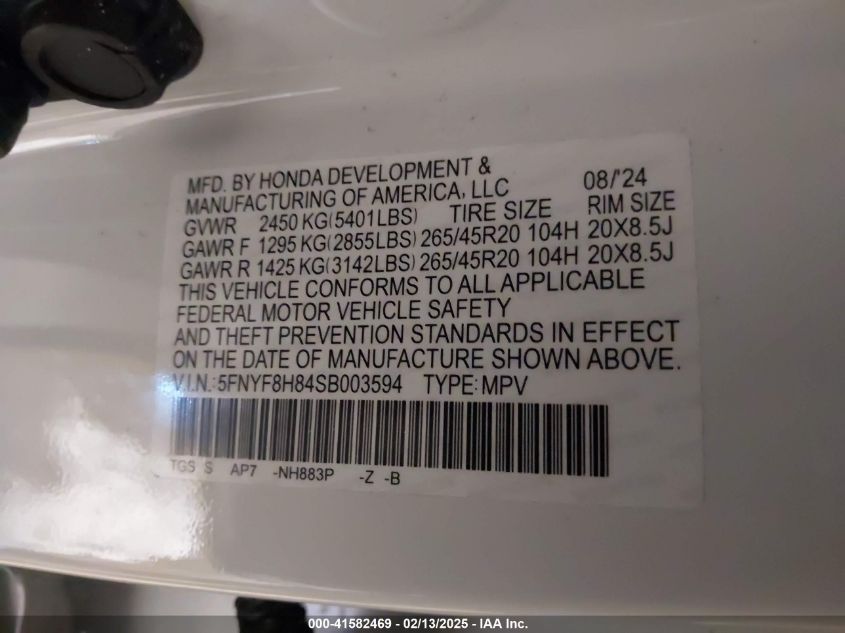 MFD. BY HONDA DEVELOPMENT &
MANUFACTURING OF AMERICA, LLC 08/'24
GVWR 2450 KG(5401LBS) TIRE SIZE RIM SIZE
GAWR F 1295 KG(2855LBS) 265/45R20 104H 20X8.5J
GAWR R 1425 KG(3142LBS) 265/45R20 104H 20X8.5J
THIS VEHICLE CONFORMS TO ALL APPLICABLE
FEDERAL MOTOR VEHICLE SAFETY
AND THEFT PREVENTION STANDARDS IN EFFECT
ON THE DATE OF MANUFACTURE SHOWN ABOVE.
V.I.N.:5FNYF8H84SB003594 TYPE:MPV
TGS S AP7 -NH883P -Z -B
000-41582469 - 02/13/2025 - IAA Inc.